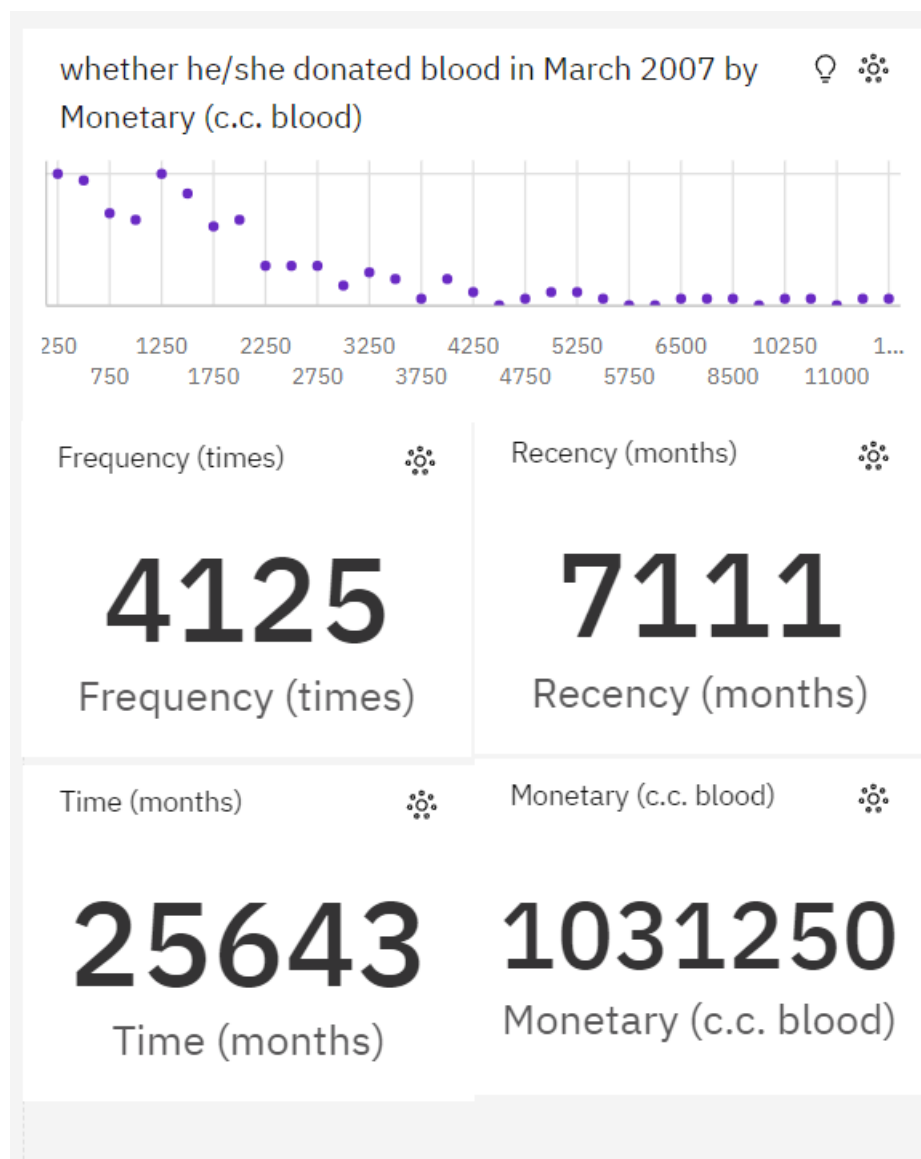 whether he/she donated blood in March 2007 by
Monetary (c.c. blood)
250 1250 2250 3250 4250 5250 6500 10250 1...
750 1750 2750 3750 4750 5750 8500 11000
Frequency (times)
4125
Frequency (times)
Recency (months)
7111
Recency (months)
Time (months)
25643
Time (months)
Monetary (c.c. blood)
1031250
Monetary (c.c. blood)